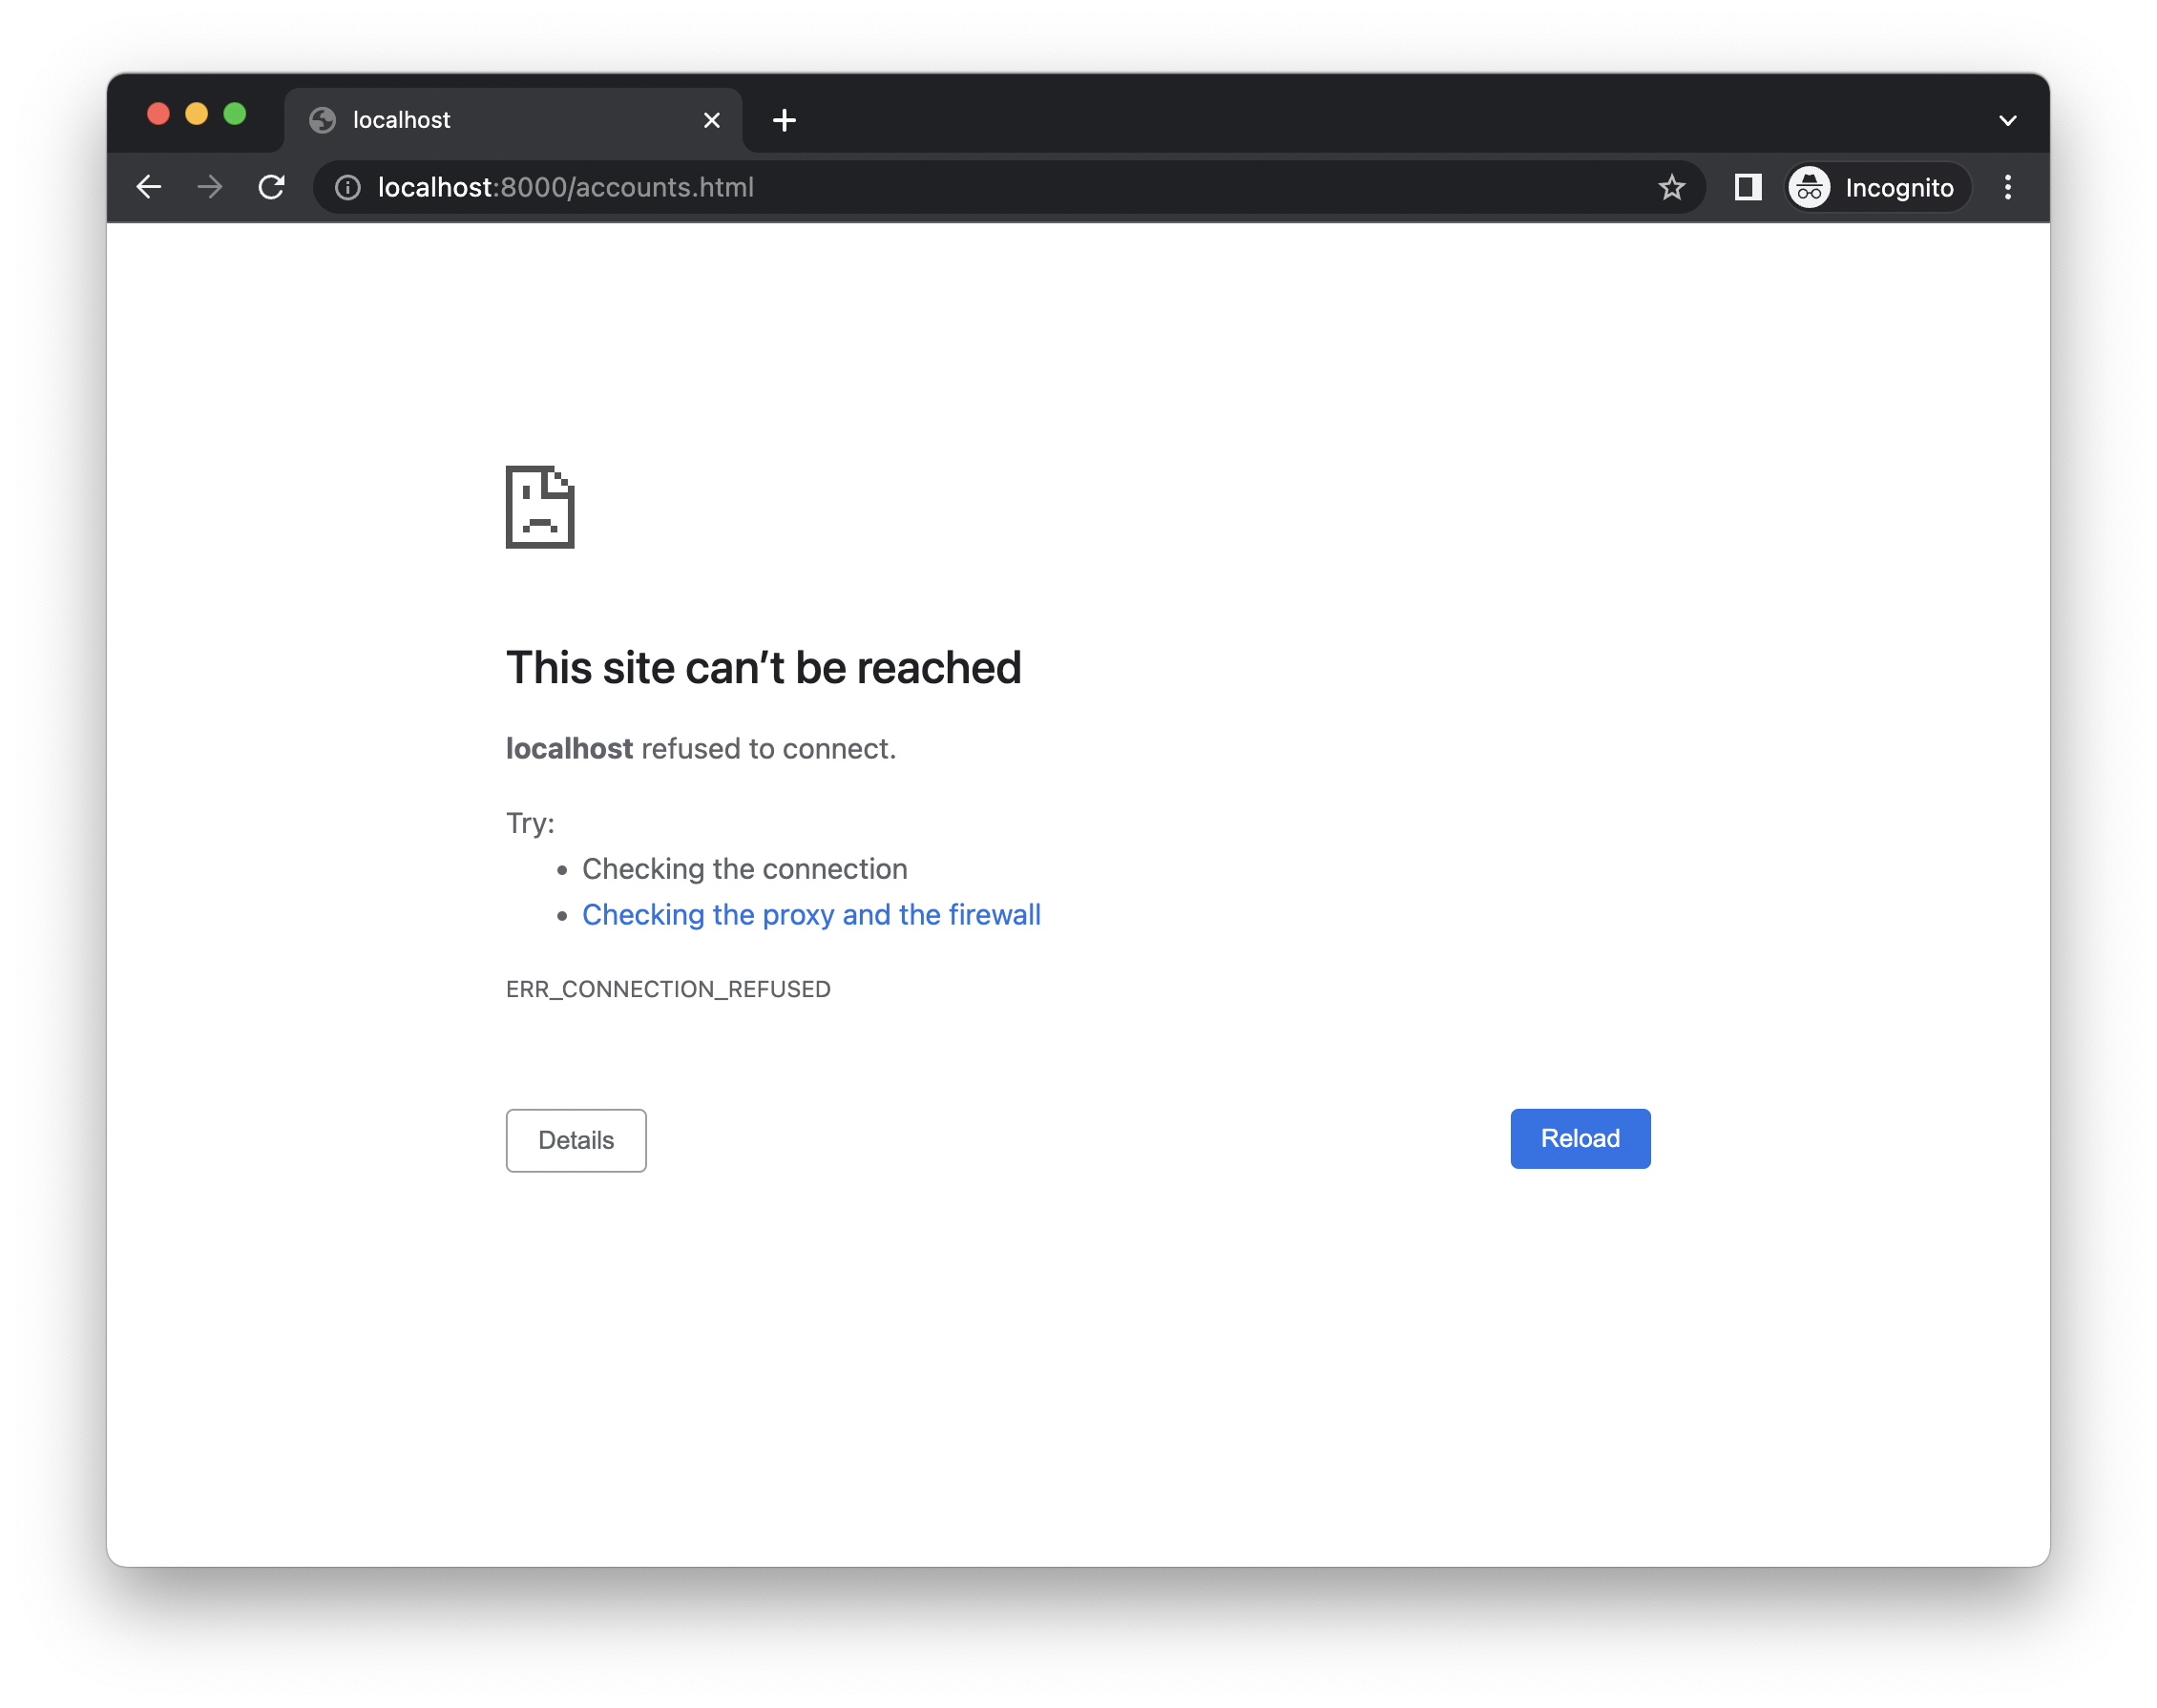 localhost
localhost:8000/accounts.html
Incognito
This site can’t be reached
localhost refused to connect.
Try:
• Checking the connection
• Checking the proxy and the firewall
ERR_CONNECTION_REFUSED
Details
Reload